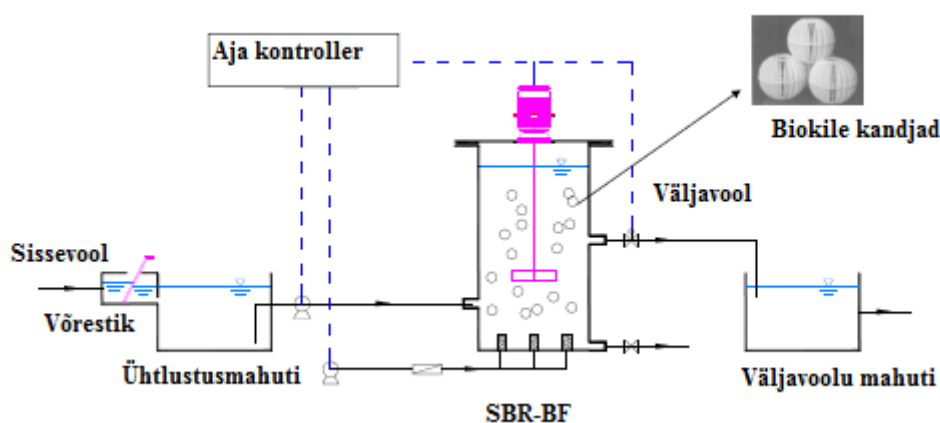 Aja kontroller
Biokile kandjad
Väljavool
Sissevool
Võrestik
Ühtlustusmahuti
Väljavoolu mahuti
SBR-BF